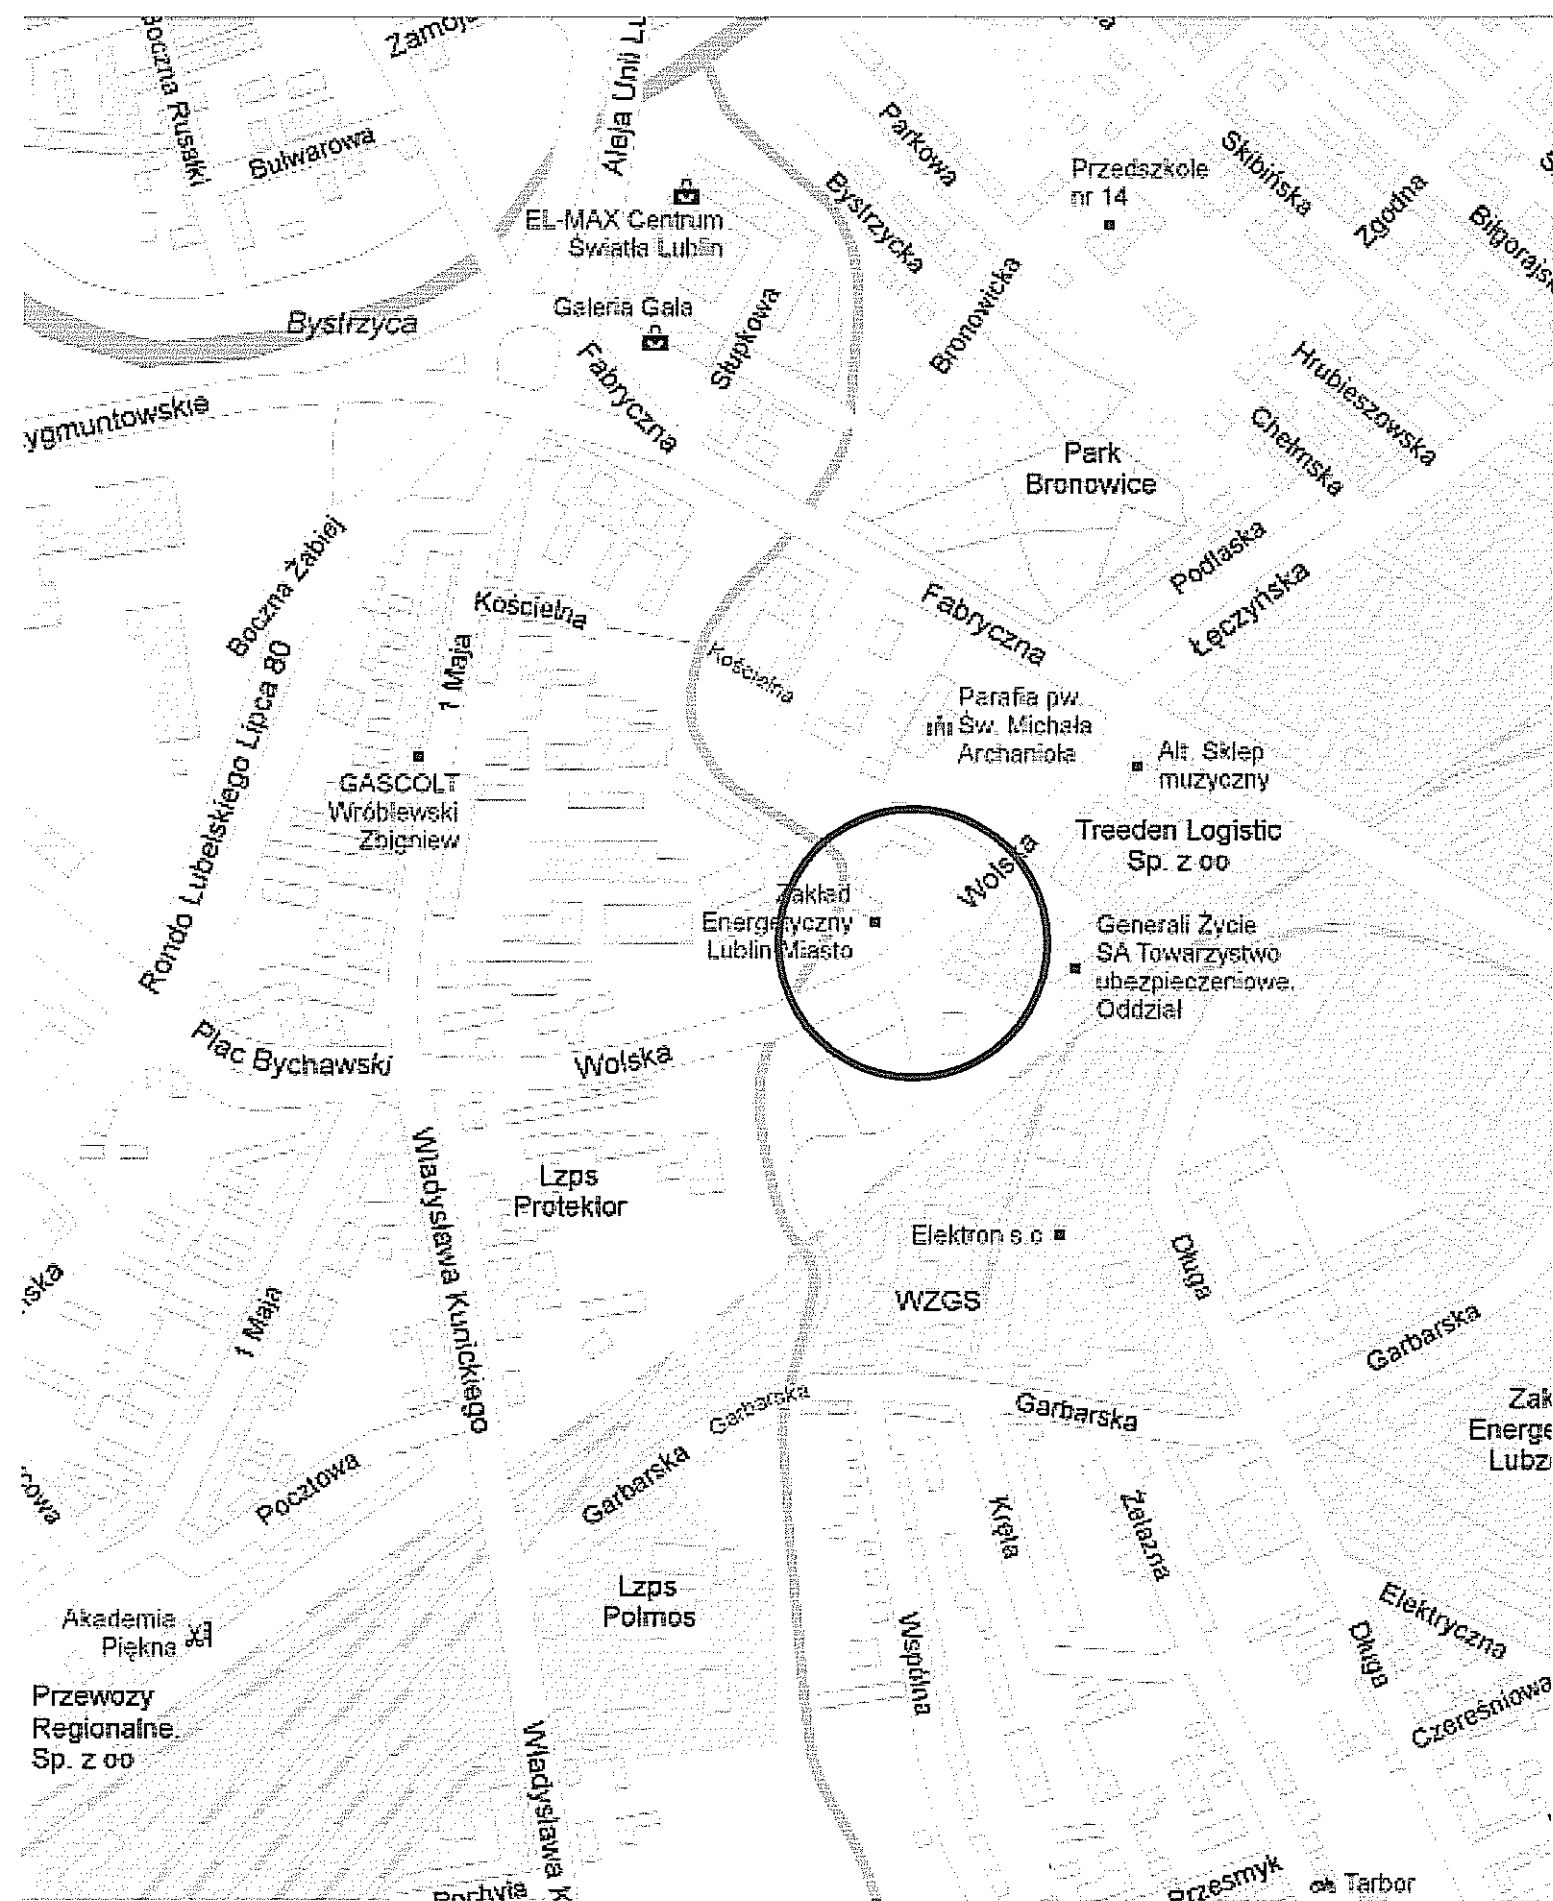 Boczna Rusałki
Bulwarowa
Aleja Unii
EL-MAX Centrum
Światła Lublin
Galeria Gala
Bystrzyca
Fabryczna
Słupkowa
Parkowa
Bystrzycka
Bronowicka
Przedszkole
nr 14
Skibińska
Zgodna
Hrubieszowska
Chełmska
Park
Bronowice
Podlaska
Łęczyńska
Fabryczna
ygmuntowskie
Boczna Żabiej
Kościelna
Kościelna
1 Maja
Rondo Lubelskiego Lipca 80
GASCOLT
Wróblewski
Zbigniew
Parafia pw.
Św. Michała
Archanioła
Alt. Sklep
muzyczny
Treeden Logistic
Sp. z oo
Wolska
Zakład
Energetyczny
Lublin-Miasto
Generali Życie
SA Towarzystwo
ubezpieczeniowe.
Oddział
Plac Bychawski
Wolska
Władysława Kunickiego
Lzps
Protektor
Elektron s.c
WZGS
Długa
1 Maja
Garbarska
Garbarska
Garbarska
Garbarska
Pocztowa
Kręta
Żelazna
Wspólna
Elektryczna
Długa
Czereśniowa
Zak
Energe
Lubz
Lzps
Polmos
Akademia
Piękna
Przewozy
Regionalne.
Sp. z oo
Władysława K
Przesmyk
Tarbor